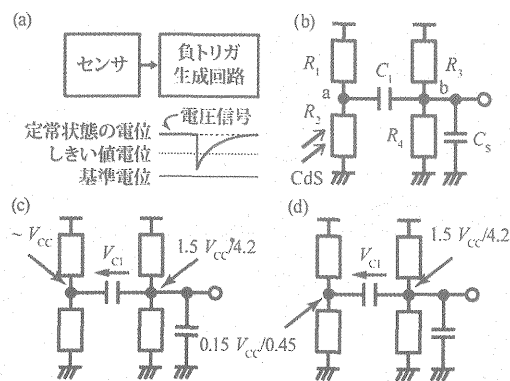 (a)
センサ
負トリガ
生成回路
電圧信号
定常状態の電位
しきい値電位
基準電位
(b)
R1
C1
R3
a
b
R2
R4
CS
CdS
(c)
~ VCC
VC1
1.5 VCC/4.2
0.15 VCC/0.45
(d)
VC1
1.5 VCC/4.2